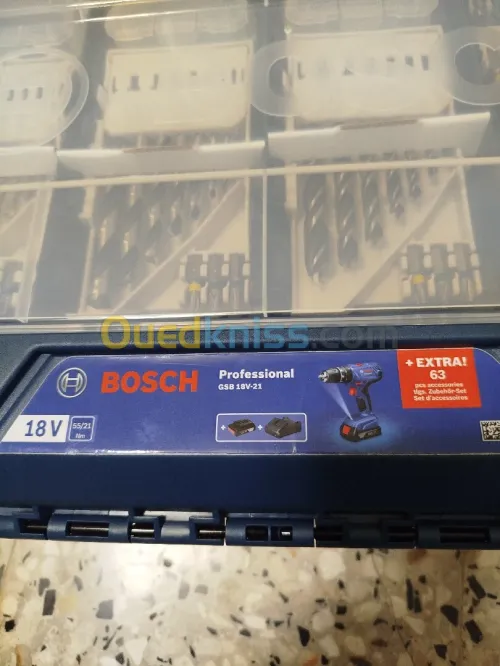 Ouedkniss.com
BOSCH
Professional
GSB 18V-21
18V
55/21
Nm
+ +
+ EXTRA!
63
pcs accessories
tlgs. Zubehör-Set
Set d'accessoires